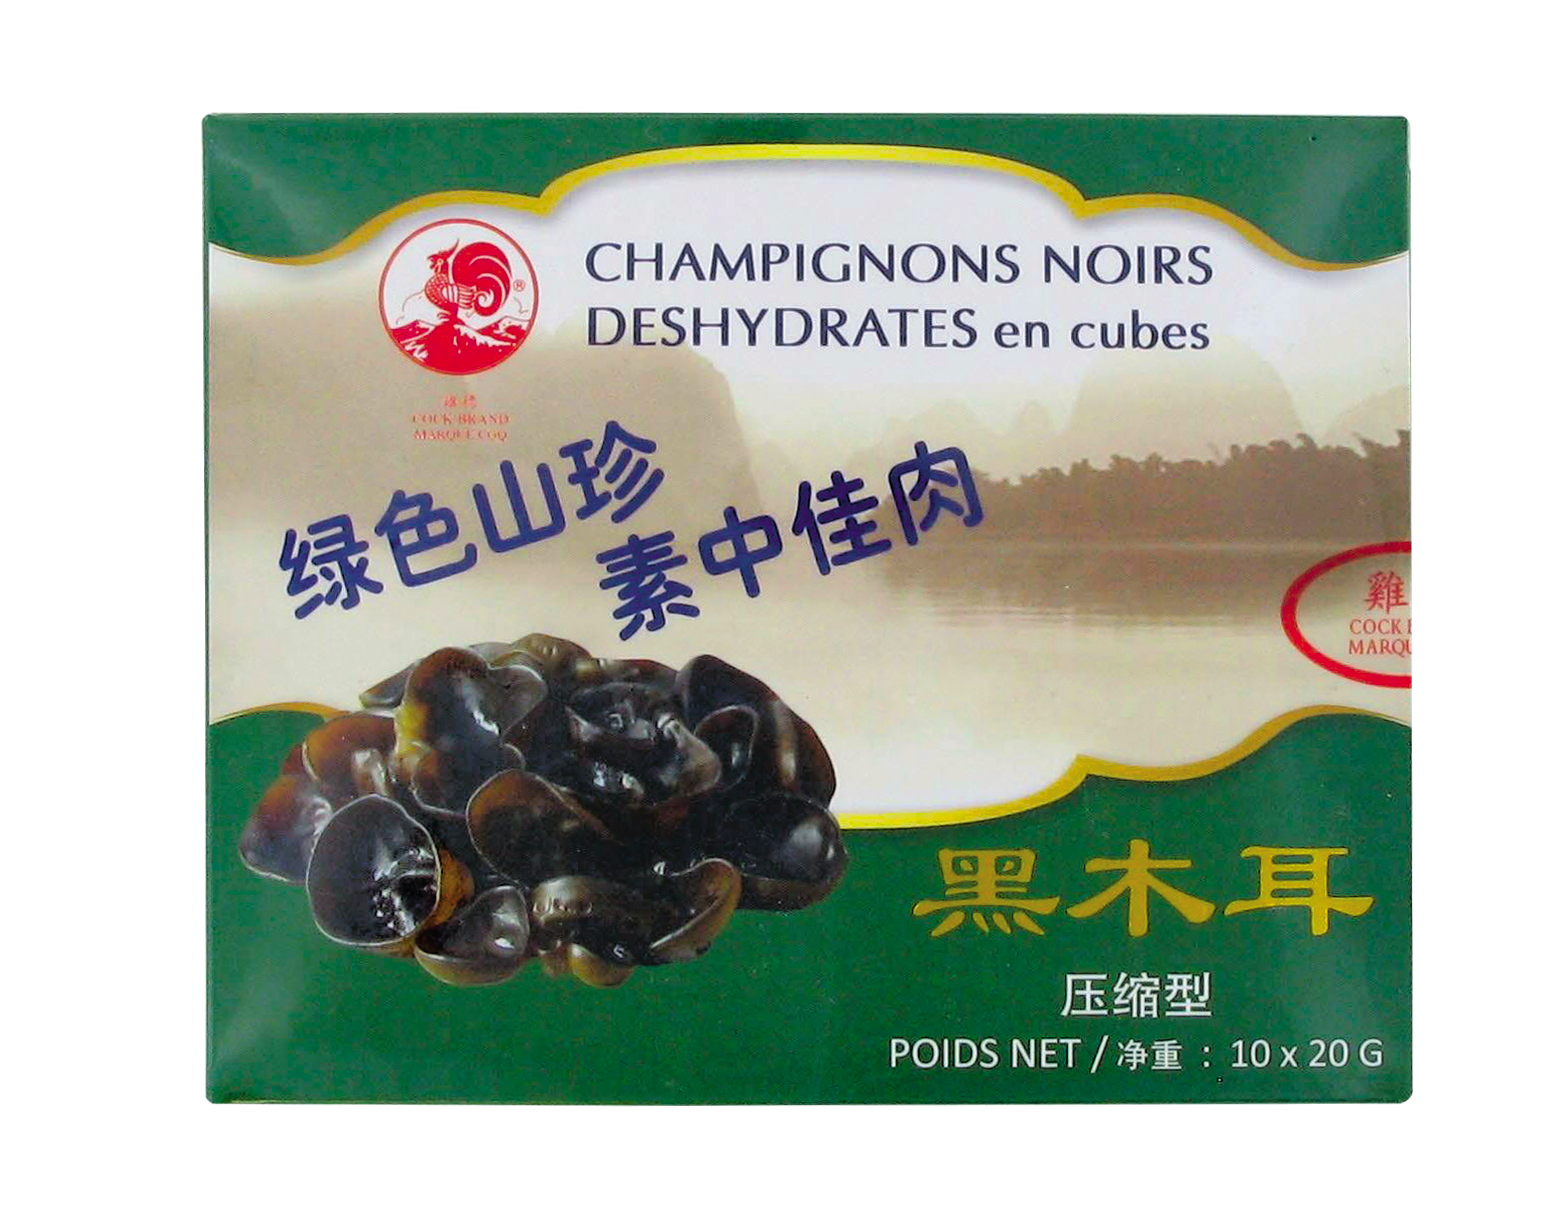 CHAMPIGNONS NOIRS
DESHYDRATES en cubes
®
COCK BRAND
MARQUE COQ
绿色山珍
素中佳肉
雞
COCK
MARQU
黑木耳
压缩型
POIDS NET / 净重 : 10 x 20 G